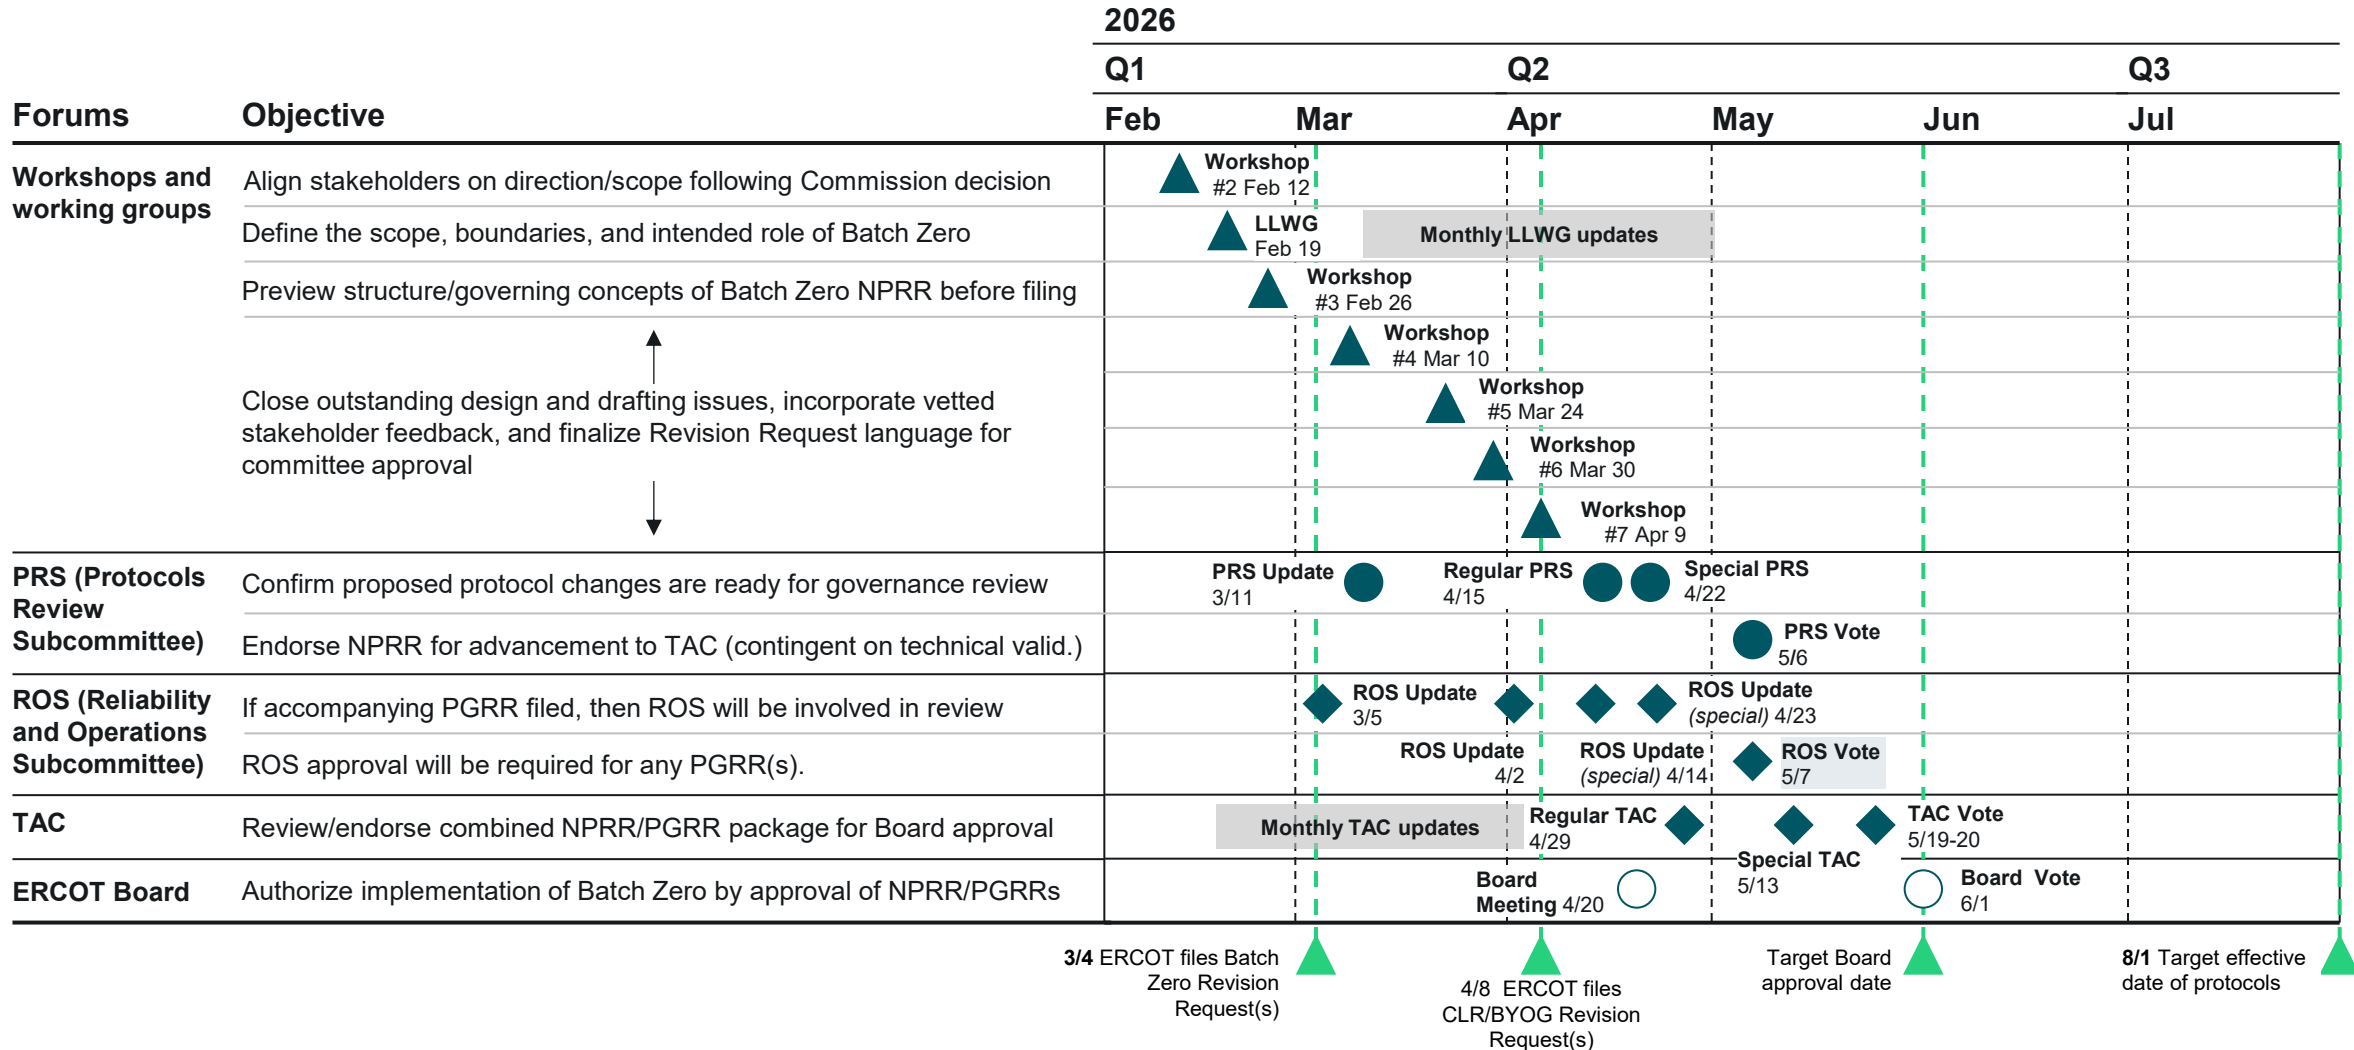 2026
Q1 Q2 Q3
Forums Objective Feb Mar Apr May Jun Jul
Workshops and
working groups
Align stakeholders on direction/scope following Commission decision
Workshop
#2 Feb 12
Define the scope, boundaries, and intended role of Batch Zero
LLWG
Feb 19
Monthly LLWG updates
Preview structure/governing concepts of Batch Zero NPRR before filing
Workshop
#3 Feb 26
Workshop
#4 Mar 10
Close outstanding design and drafting issues, incorporate vetted
stakeholder feedback, and finalize Revision Request language for
committee approval
Workshop
#5 Mar 24
Workshop
#6 Mar 30
Workshop
#7 Apr 9
PRS (Protocols
Review
Subcommittee)
Confirm proposed protocol changes are ready for governance review
PRS Update
3/11
Regular PRS
4/15
Special PRS
4/22
Endorse NPRR for advancement to TAC (contingent on technical valid.)
PRS Vote
5/6
ROS (Reliability
and Operations
Subcommittee)
If accompanying PGRR filed, then ROS will be involved in review
ROS Update
3/5
ROS Update
(special) 4/23
ROS approval will be required for any PGRR(s).
ROS Update
4/2
ROS Update
(special) 4/14
ROS Vote
5/7
TAC
Review/endorse combined NPRR/PGRR package for Board approval
Monthly TAC updates
Regular TAC
4/29
Special TAC
5/13
TAC Vote
5/19-20
ERCOT Board
Authorize implementation of Batch Zero by approval of NPRR/PGRRs
Board
Meeting 4/20
Board Vote
6/1
3/4 ERCOT files Batch
Zero Revision
Request(s)
4/8 ERCOT files
CLR/BYOG Revision
Request(s)
Target Board
approval date
8/1 Target effective
date of protocols